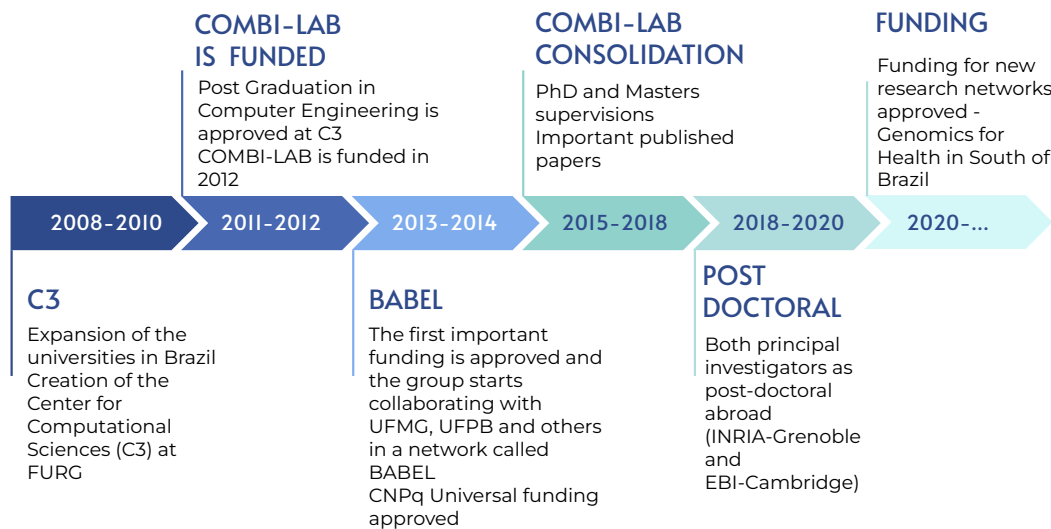 COMBI-LAB
IS FUNDED
Post Graduation in
Computer Engineering is
approved at C3
COMBI-LAB is funded in
2012
COMBI-LAB
CONSOLIDATION
PhD and Masters
supervisions
Important published
papers
FUNDING
Funding for new
research networks
approved -
Genomics for
Health in South of
Brazil
2008-2010
2011-2012
2013-2014
2015-2018
2018-2020
2020-...
C3
Expansion of the
universities in Brazil
Creation of the
Center for
Computational
Sciences (C3) at
FURG
BABEL
The first important
funding is approved and
the group starts
collaborating with
UFMG, UFPB and others
in a network called
BABEL
CNPq Universal funding
approved
POST
DOCTORAL
Both principal
investigators as
post-doctoral
abroad
(INRIA-Grenoble
and
EBI-Cambridge)